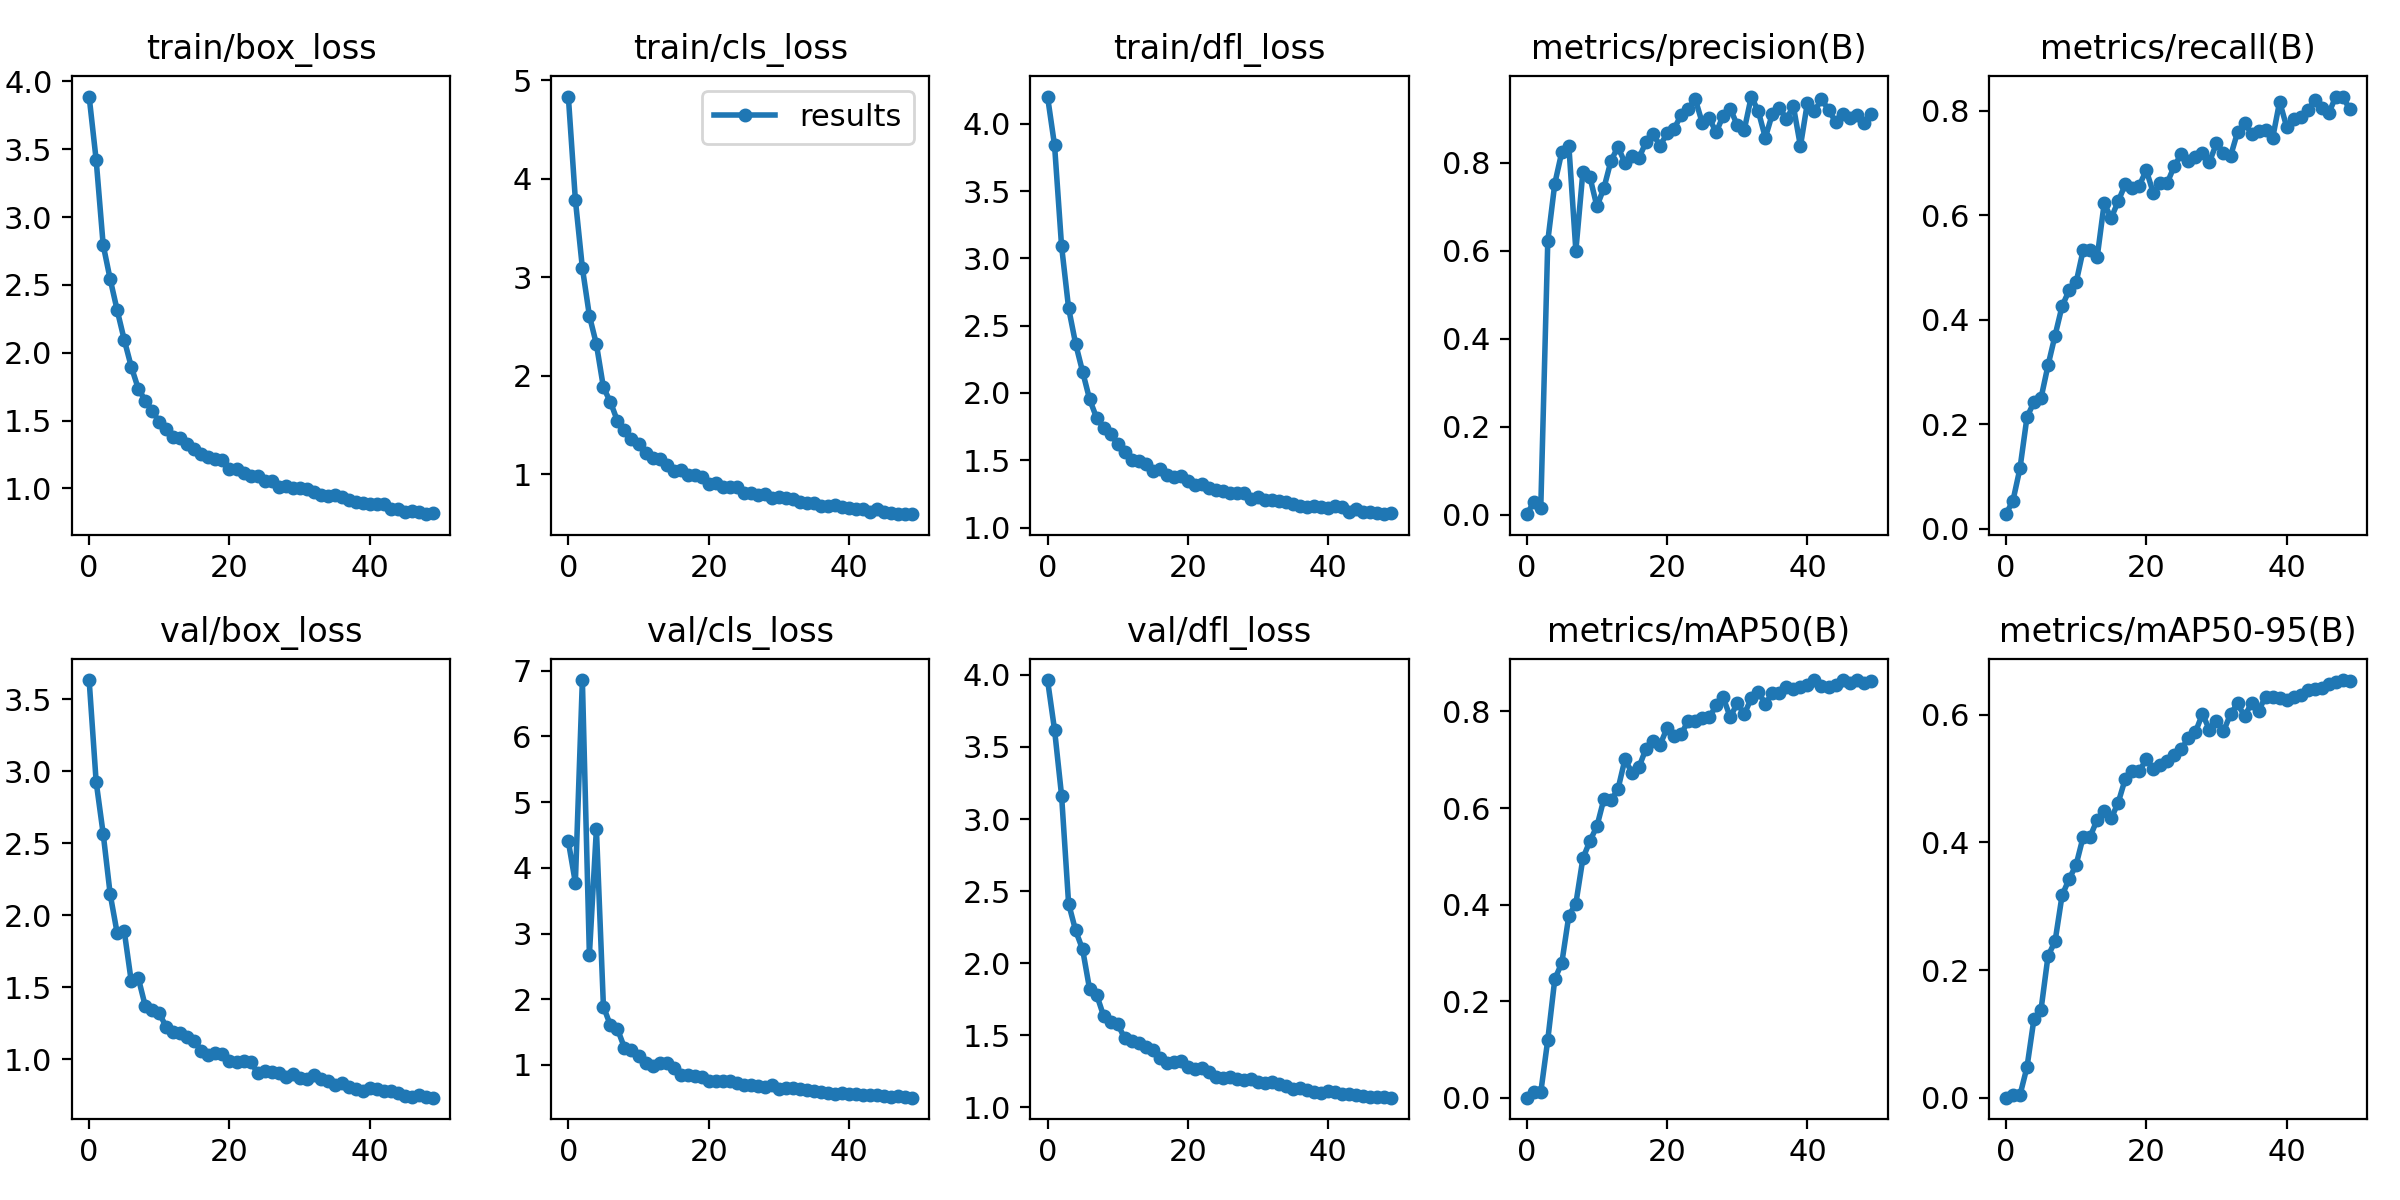 train/box_loss
4.0
3.5
3.0
2.5
2.0
1.5
1.0
0 20 40
train/cls_loss
results
5
4
3
2
1
0 20 40
train/dfl_loss
4.0
3.5
3.0
2.5
2.0
1.5
1.0
0 20 40
metrics/precision(B)
0.8
0.6
0.4
0.2
0.0
0 20 40
metrics/recall(B)
0.8
0.6
0.4
0.2
0.0
0 20 40
val/box_loss
3.5
3.0
2.5
2.0
1.5
1.0
0 20 40
val/cls_loss
7
6
5
4
3
2
1
0 20 40
val/dfl_loss
4.0
3.5
3.0
2.5
2.0
1.5
1.0
0 20 40
metrics/mAP50(B)
0.8
0.6
0.4
0.2
0.0
0 20 40
metrics/mAP50-95(B)
0.6
0.4
0.2
0.0
0 20 40